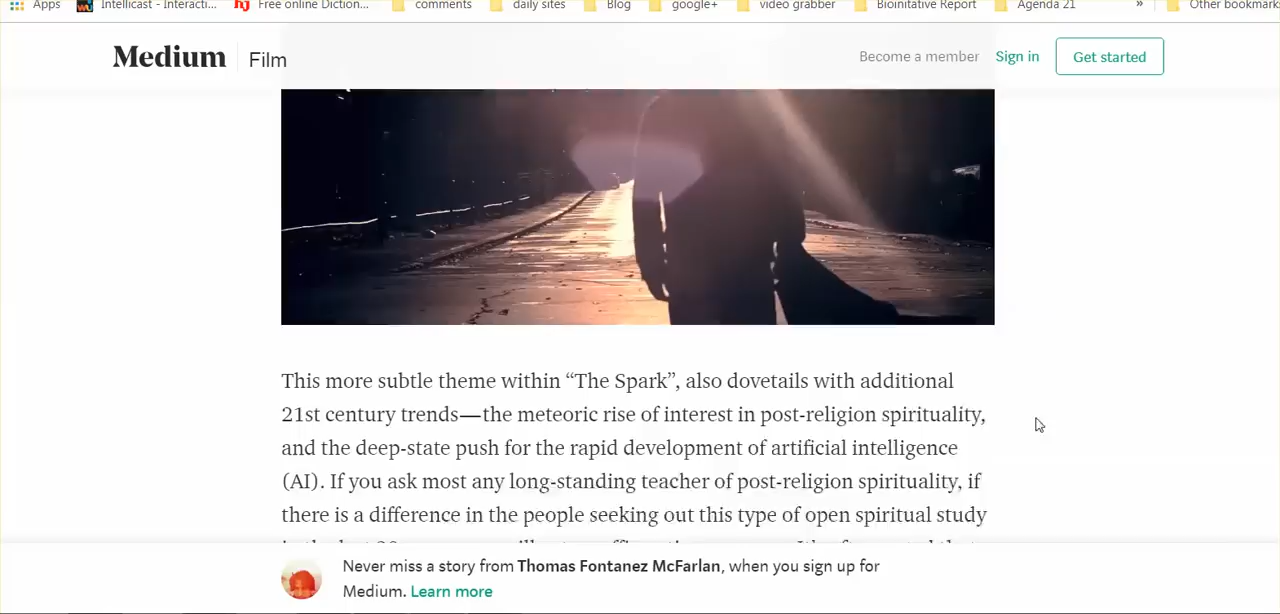 Apps Intellicast - Interacti... Free online Diction... comments daily sites Blog google+ video grabber Bioinitative Report Agenda 21 » Other bookmark
Medium Film Become a member Sign in Get started
This more subtle theme within “The Spark”, also dovetails with additional
21st century trends—the meteoric rise of interest in post-religion spirituality,
and the deep-state push for the rapid development of artificial intelligence
(AI). If you ask most any long-standing teacher of post-religion spirituality, if
there is a difference in the people seeking out this type of open spiritual study
Never miss a story from Thomas Fontanez McFarlan, when you sign up for
Medium. Learn more